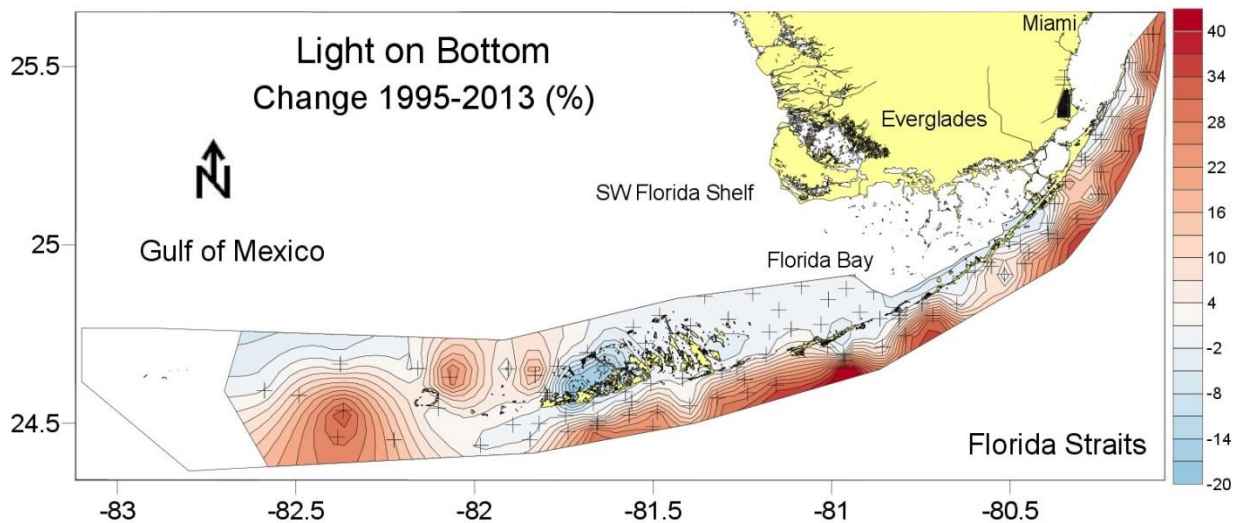 Light on Bottom
Change 1995-2013 (%)
N
Gulf of Mexico
Miami
Everglades
SW Florida Shelf
Florida Bay
Florida Straits
25.5
25
24.5
-83
-82.5
-82
-81.5
-81
-80.5
40
34
28
22
16
10
4
-2
-8
-14
-20